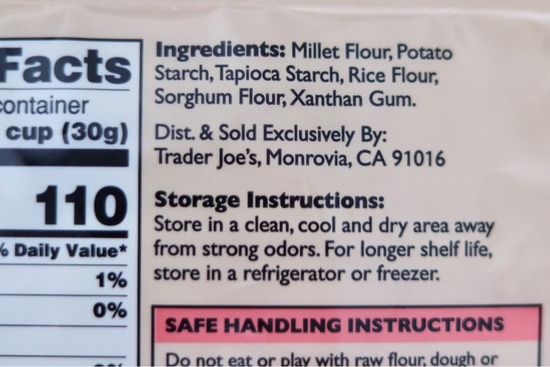 Facts
container
cup (30g)
110
% Daily Value*
1%
0%
Ingredients: Millet Flour, Potato
Starch, Tapioca Starch, Rice Flour,
Sorghum Flour, Xanthan Gum.
Dist. & Sold Exclusively By:
Trader Joe's, Monrovia, CA 91016
Storage Instructions:
Store in a clean, cool and dry area away
from strong odors. For longer shelf life,
store in a refrigerator or freezer.
SAFE HANDLING INSTRUCTIONS
Do not eat or play with raw flour, dough or